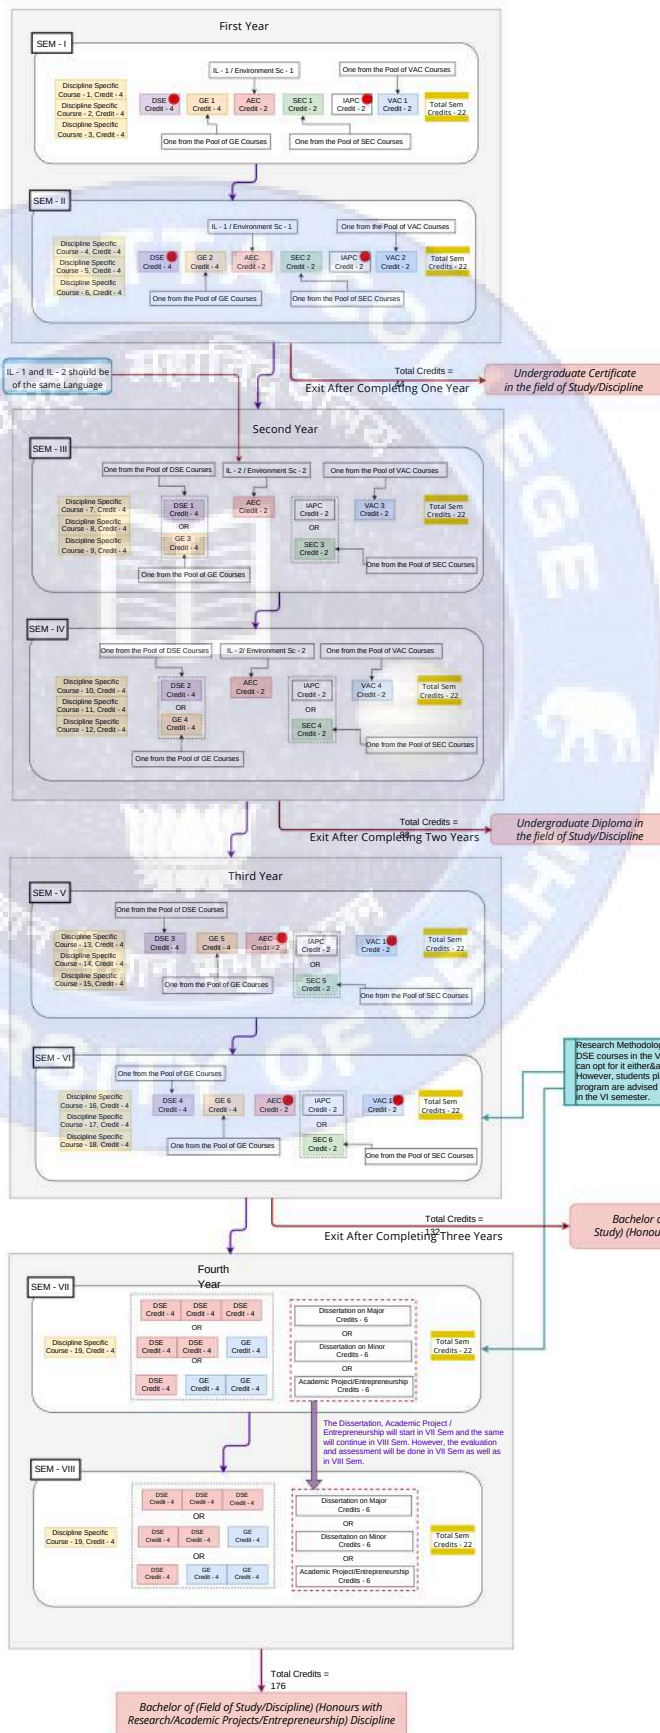 First Year
SEM - I
IL - 1 / Environment Sc - 1
One from the Pool of VAC Courses
Discipline Specific
Course - 1, Credit - 4
Discipline Specific
Course - 2, Credit - 4
Discipline Specific
Course - 3, Credit - 4
DSE
Credit - 4
GE 1
Credit - 4
AEC
Credit - 2
SEC 1
Credit - 2
IAPC
Credit - 2
VAC 1
Credit - 2
Total Sem
Credits - 22
One from the Pool of GE Courses
One from the Pool of SEC Courses
SEM - II
IL - 1 / Environment Sc - 1
One from the Pool of VAC Courses
Discipline Specific
Course - 4, Credit - 4
Discipline Specific
Course - 5, Credit - 4
Discipline Specific
Course - 6, Credit - 4
DSE
Credit - 4
GE 2
Credit - 4
AEC
Credit - 2
SEC 2
Credit - 2
IAPC
Credit - 2
VAC 2
Credit - 2
Total Sem
Credits - 22
One from the Pool of GE Courses
One from the Pool of SEC Courses
IL - 1 and IL - 2 should be
of the same Language
Total Credits =
44
Exit After Completing One Year
Undergraduate Certificate
in the field of Study/Discipline
Second Year
SEM - III
One from the Pool of DSE Courses
IL - 2 / Environment Sc - 2
One from the Pool of VAC Courses
Discipline Specific
Course - 7, Credit - 4
Discipline Specific
Course - 8, Credit - 4
Discipline Specific
Course - 9, Credit - 4
DSE 1
Credit - 4
OR
GE 3
Credit - 4
AEC
Credit - 2
IAPC
Credit - 2
OR
SEC 3
Credit - 2
VAC 3
Credit - 2
Total Sem
Credits - 22
One from the Pool of GE Courses
One from the Pool of SEC Courses
SEM - IV
One from the Pool of DSE Courses
IL - 2/ Environment Sc - 2
One from the Pool of VAC Courses
Discipline Specific
Course - 10, Credit - 4
Discipline Specific
Course - 11, Credit - 4
Discipline Specific
Course - 12, Credit - 4
DSE 2
Credit - 4
OR
GE 4
Credit - 4
AEC
Credit - 2
IAPC
Credit - 2
OR
SEC 4
Credit - 2
VAC 4
Credit - 2
Total Sem
Credits - 22
One from the Pool of SEC Courses
One from the Pool of GE Courses
Total Credits =
88
Exit After Completing Two Years
Undergraduate Diploma in
the field of Study/Discipline
Third Year
SEM - V
One from the Pool of DSE Courses
Discipline Specific
Course - 13, Credit - 4
Discipline Specific
Course - 14, Credit - 4
Discipline Specific
Course - 15, Credit - 4
DSE 3
Credit - 4
GE 5
Credit - 4
AEC
Credit - 2
IAPC
Credit - 2
OR
SEC 5
Credit - 2
VAC 1
Credit - 2
Total Sem
Credits - 22
One from the Pool of GE Courses
One from the Pool of SEC Courses
SEM - VI
One from the Pool of GE Courses
Discipline Specific
Course - 16, Credit - 4
Discipline Specific
Course - 17, Credit - 4
Discipline Specific
Course - 18, Credit - 4
DSE 4
Credit - 4
GE 6
Credit - 4
AEC
Credit - 2
IAPC
Credit - 2
OR
SEC 6
Credit - 2
VAC 1
Credit - 2
Total Sem
Credits - 22
One from the Pool of GE Courses
One from the Pool of SEC Courses
Research Methodolog
DSE courses in the V
can opt for it either&a
However, students pl
program are advised
in the VI semester.
Total Credits =
132
Exit After Completing Three Years
Bachelor o
Study) (Honou
Fourth
Year
SEM - VII
Discipline Specific
Course - 19, Credit - 4
DSE DSE DSE
Credit - 4 Credit - 4 Credit - 4
OR
DSE DSE GE
Credit - 4 Credit - 4 Credit - 4
OR
DSE GE GE
Credit - 4 Credit - 4 Credit - 4
Dissertation on Major
Credits - 6
OR
Dissertation on Minor
Credits - 6
OR
Academic Project/Entrepreneurship
Credits - 6
Total Sem
Credits - 22
The Dissertation, Academic Project /
Entrepreneurship will start in VII Sem and the same
will continue in VIII Sem. However, the evaluation
and assessment will be done in VII Sem as well as
in VIII Sem.
SEM - VIII
Discipline Specific
Course - 19, Credit - 4
DSE DSE DSE
Credit - 4 Credit - 4 Credit - 4
OR
DSE DSE GE
Credit - 4 Credit - 4 Credit - 4
OR
DSE GE GE
Credit - 4 Credit - 4 Credit - 4
Dissertation on Major
Credits - 6
OR
Dissertation on Minor
Credits - 6
OR
Academic Project/Entrepreneurship
Credits - 6
Total Sem
Credits - 22
Total Credits =
176
Bachelor of (Field of Study/Discipline) (Honours with
Research/Academic Projects/Entrepreneurship) Discipline